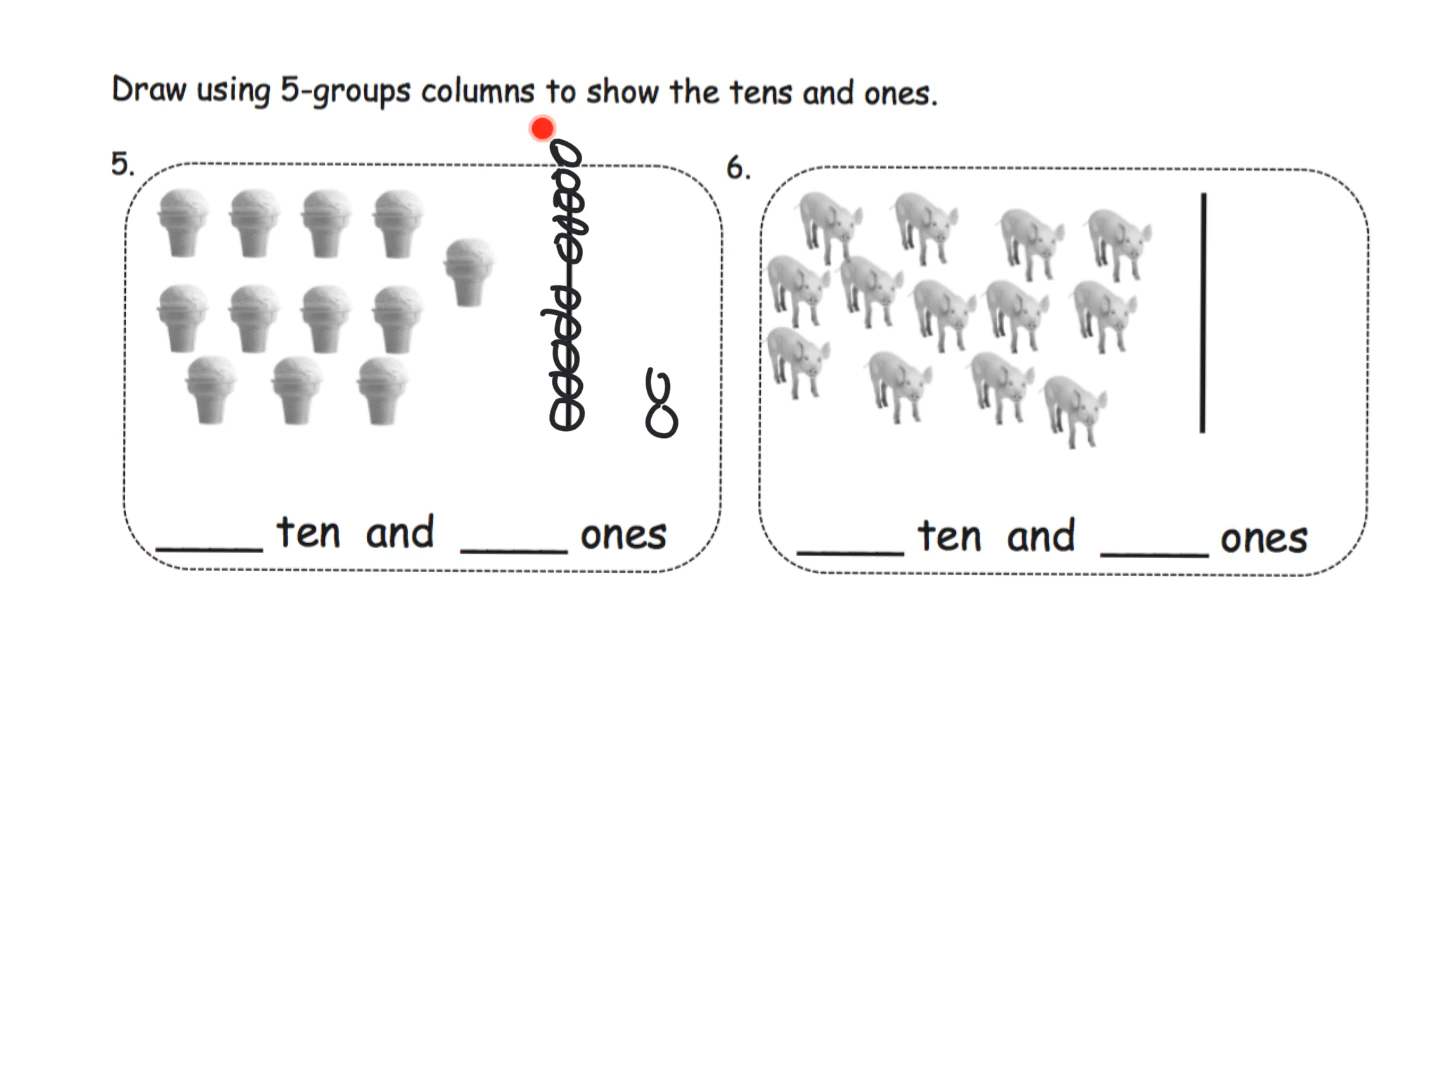 Draw using 5-groups columns to show the tens and ones.
5.
6.
_____ ten and _____ ones
_____ ten and _____ ones